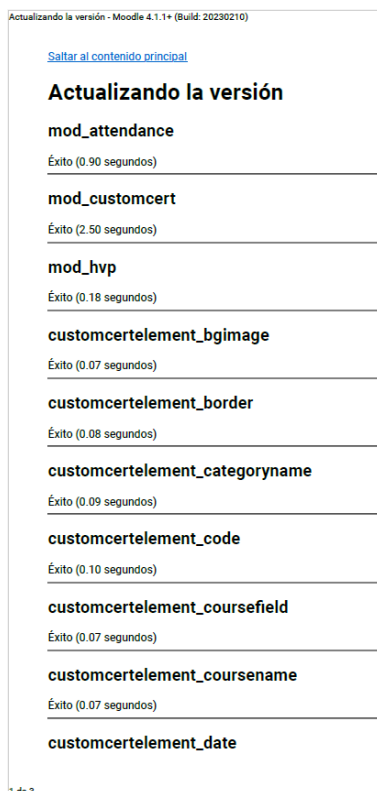 Actualizando la versión - Moodle 4.1.1+ (Build: 20230210)
Saltar al contenido principal
Actualizando la versión
mod_attendance
Éxito (0.90 segundos)
mod_customcert
Éxito (2.50 segundos)
mod_hvp
Éxito (0.18 segundos)
customcertelement_bgimage
Éxito (0.07 segundos)
customcertelement_border
Éxito (0.08 segundos)
customcertelement_categoryname
Éxito (0.09 segundos)
customcertelement_code
Éxito (0.10 segundos)
customcertelement_coursefield
Éxito (0.07 segundos)
customcertelement_coursename
Éxito (0.07 segundos)
customcertelement_date
1 de 3